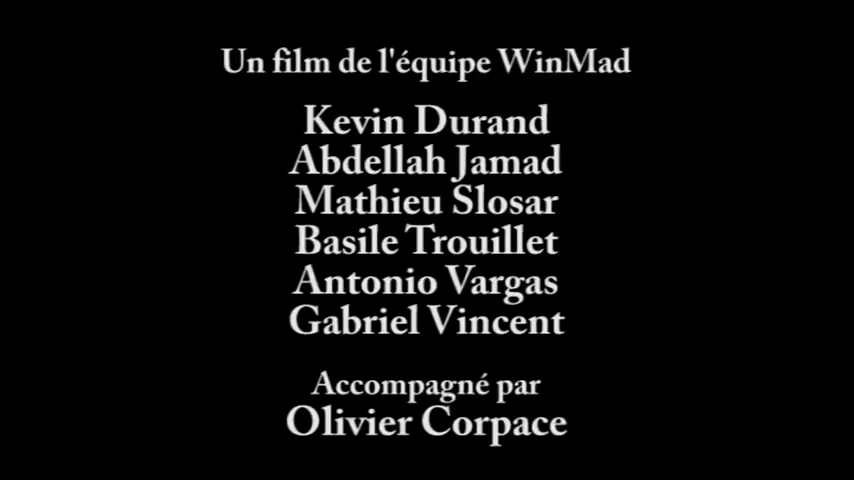 Un film de l'équipe WinMad
Kevin Durand
Abdellah Jamad
Mathieu Slosar
Basile Trouillet
Antonio Vargas
Gabriel Vincent
Accompagné par
Olivier Corpace